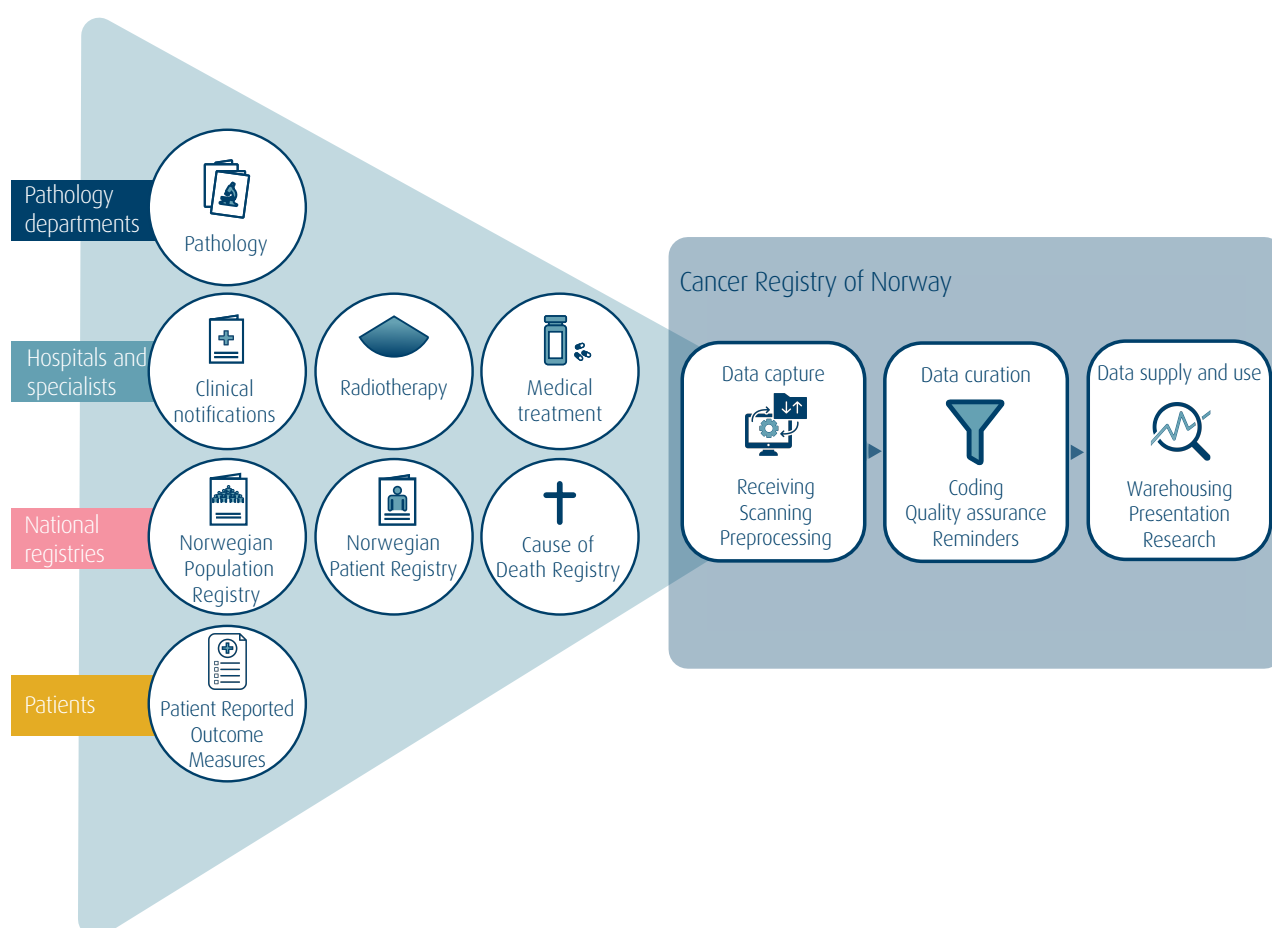 Pathology
departments
Pathology
Hospitals and
specialists
Clinical
notifications
Radiotherapy
Medical
treatment
National
registries
Norwegian
Population
Registry
Norwegian
Patient Registry
Cause of
Death Registry
Patients
Patient Reported
Outcome
Measures
Cancer Registry of Norway
Data capture
Receiving
Scanning
Preprocessing
Data curation
Coding
Quality assurance
Reminders
Data supply and use
Warehousing
Presentation
Research